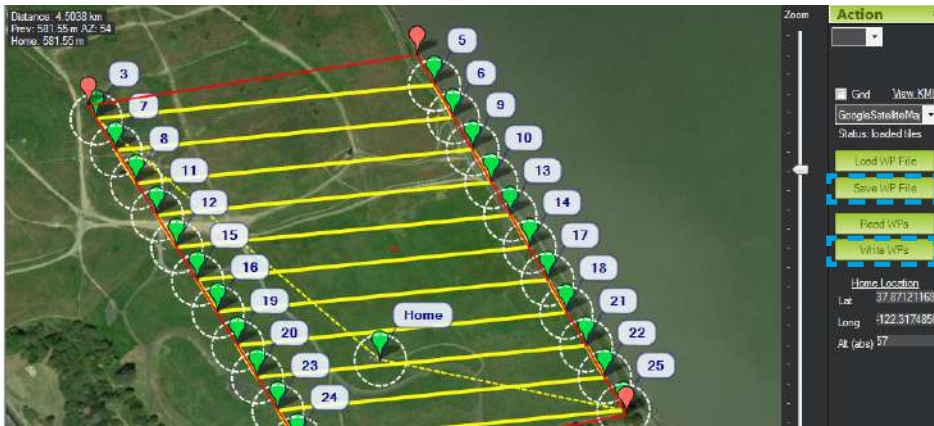 Distance: 4.5038 km
Prev: 581.55 m AZ: 54
Home: 581.55 m
Zoom
Action
3
5
7
6
8
9
11
10
12
13
15
14
16
17
19
18
20
21
23
22
24
25
Home
Grid
View KML
GoogleSatelliteMap
Status: loaded tiles
Load WP File
Save WP File
Read WPs
Write WPs
Home Location
Lat 37.87121169
Long -122.3174858
Alt (abs) 57